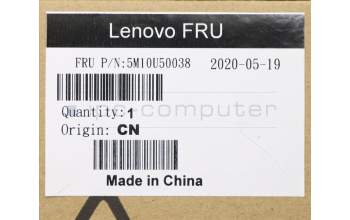 Lenovo FRU
FRU P/N:5M10U50038 2020-05-19
Quantity:1
Origin: CN
Made in China